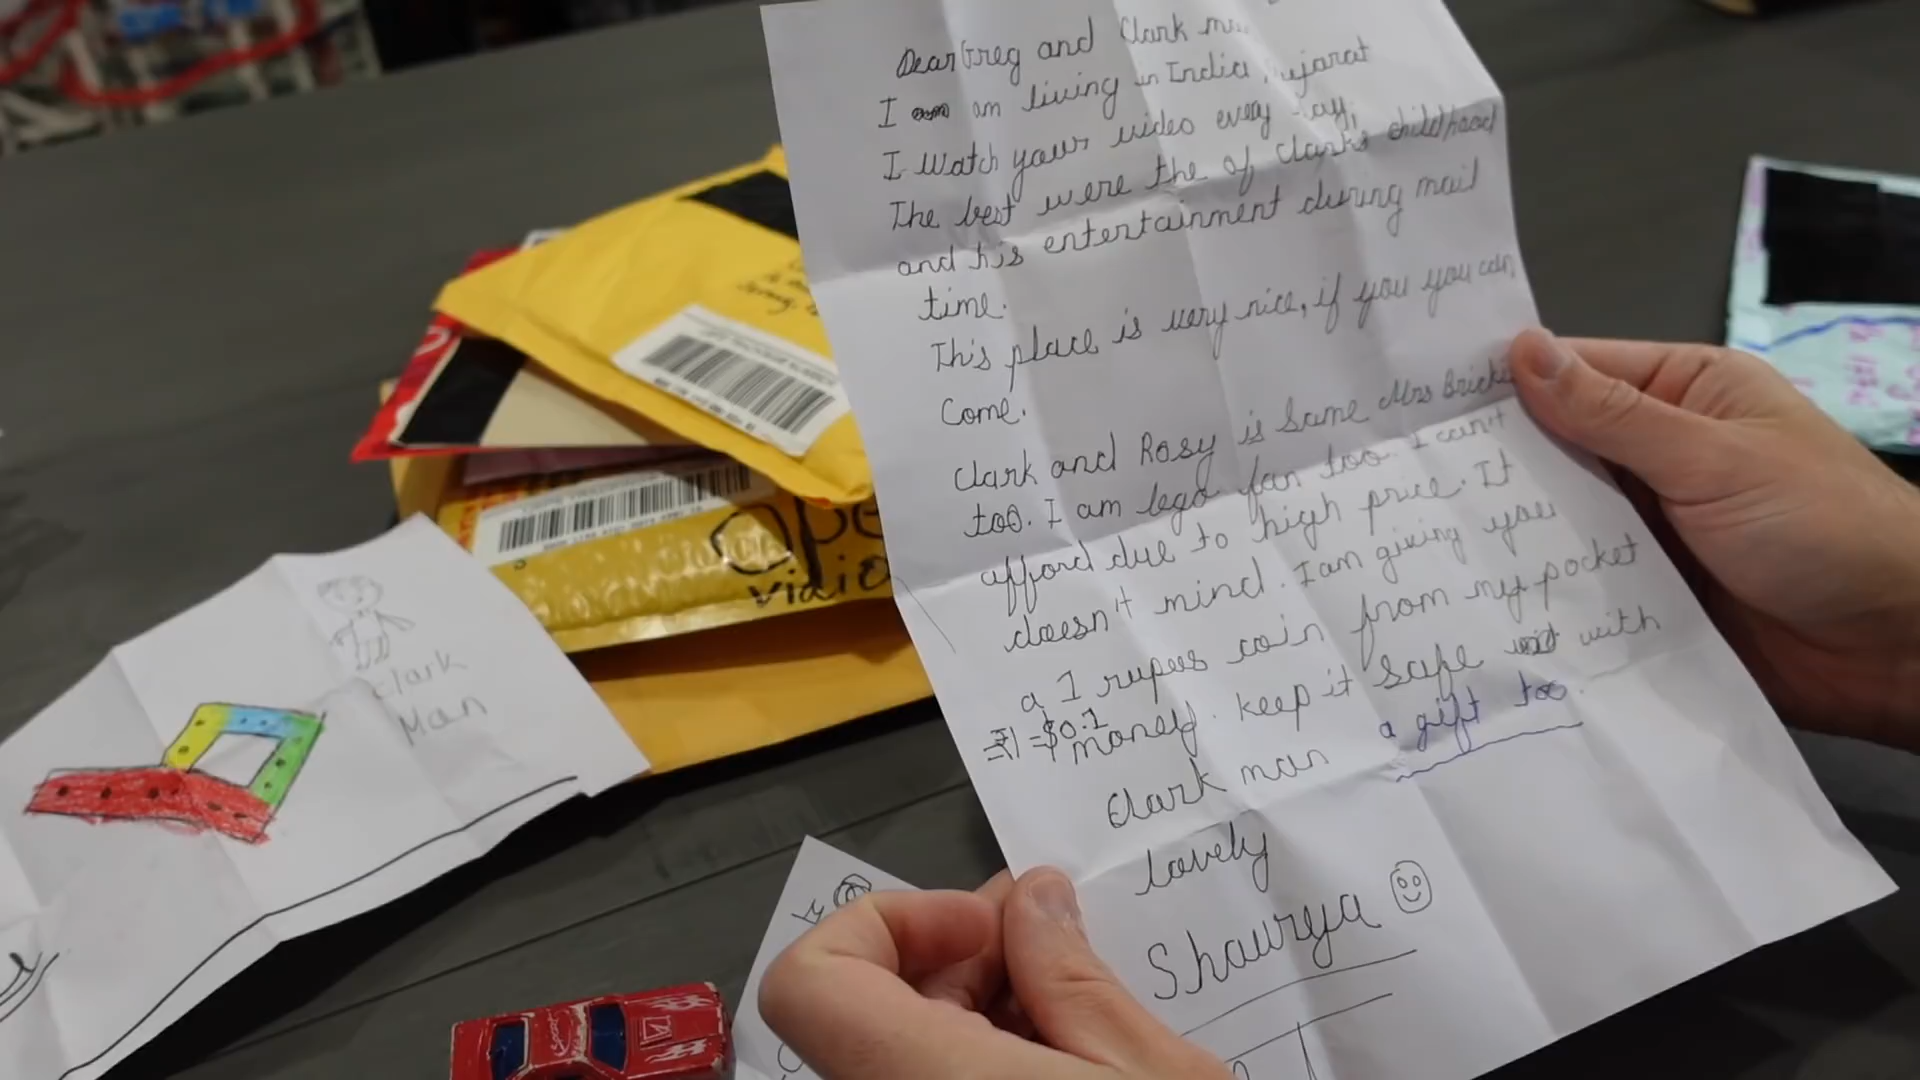 Dear Greg and Clark
I am living in India, Gujarat
I Watch your video every day,
The best were the of Clark's childhood
and his entertainment during mail
time.
This place is very nice, if you you can
Come.
Clark and Rosy is same Mrs Brickie
too. I am lego fan too. I can't
afford due to high price. It
doesn't mind. I am giving you
a 1 rupees coin from my pocket
₹1 = $0.1 money. keep it safe with
a gift too.
Clark man
lovely
Shaurya
Clark
Man
ope
vidio